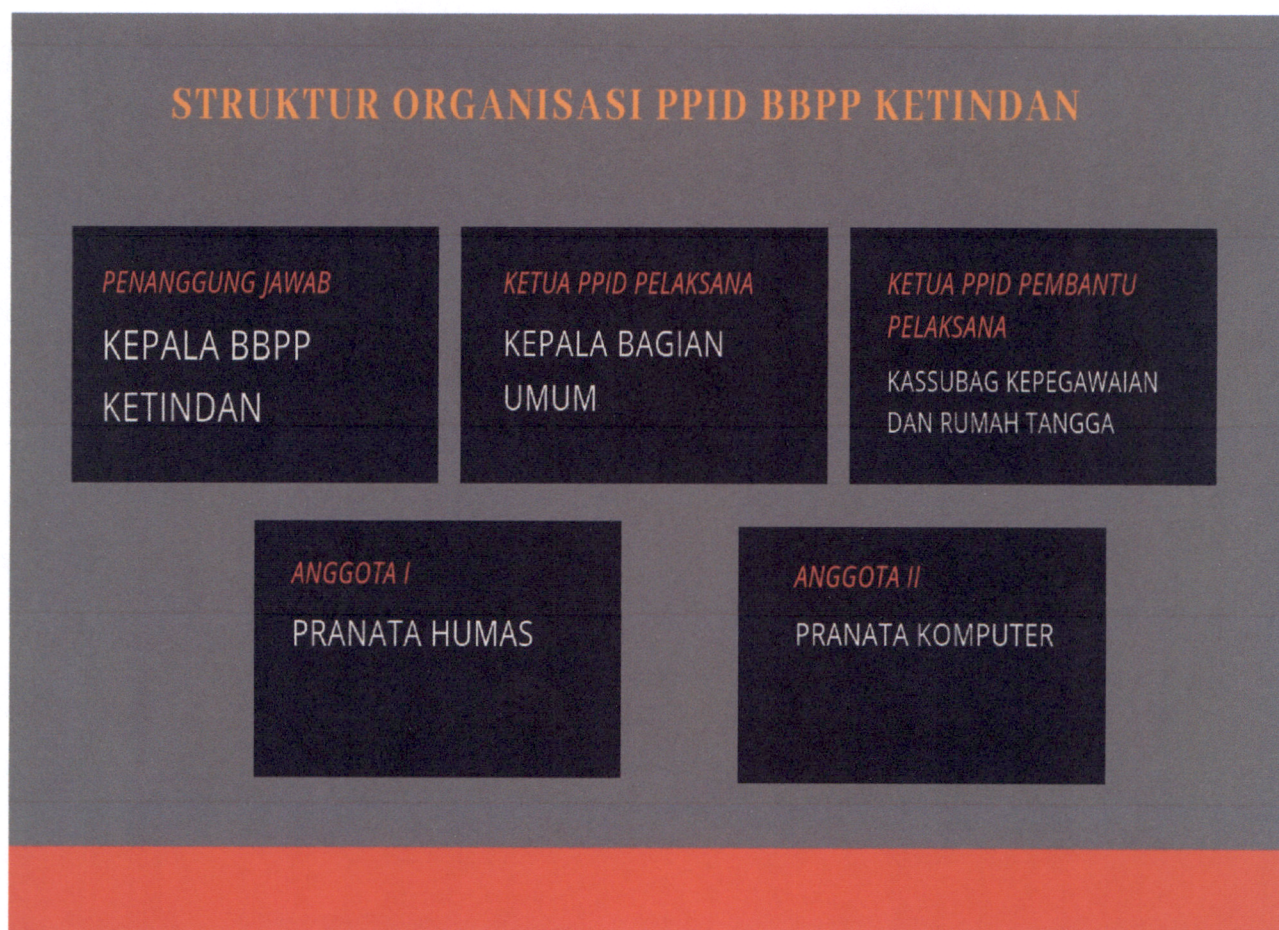 STRUKTUR ORGANISASI PPID BBPP KETINDAN
PENANGGUNG JAWAB
KEPALA BBPP
KETINDAN
KETUA PPID PELAKSANA
KEPALA BAGIAN
UMUM
KETUA PPID PEMBANTU
PELAKSANA
KASSUBAG KEPEGAWAIAN
DAN RUMAH TANGGA
ANGGOTA I
PRANATA HUMAS
ANGGOTA II
PRANATA KOMPUTER